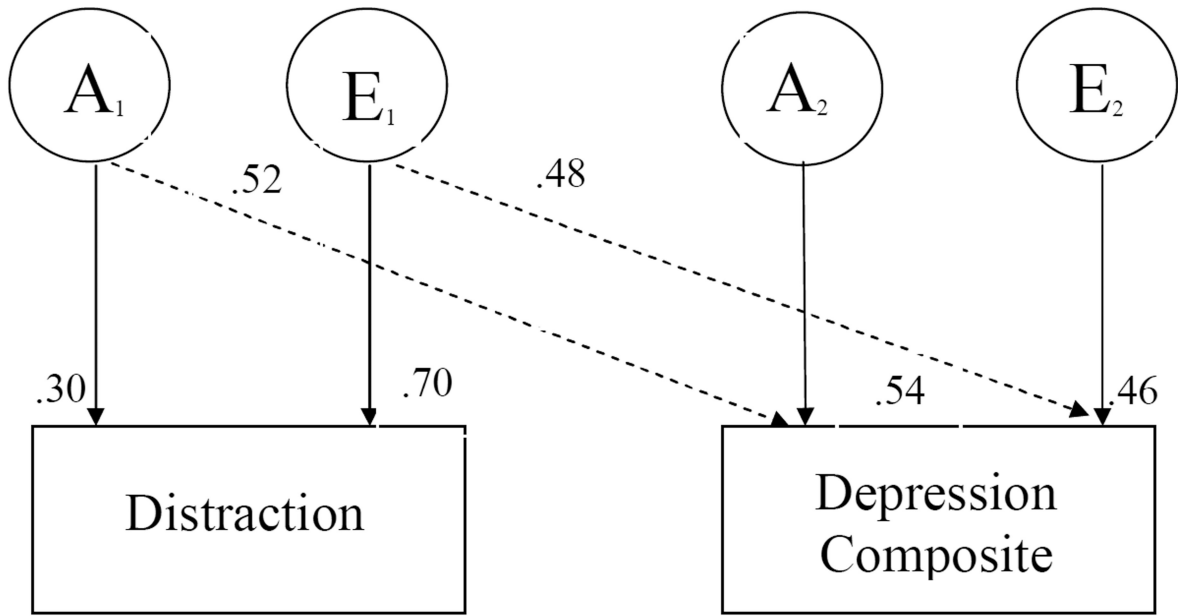 A₁ E₁ A₂ E₂
.52 .48
.30 .70 .54 .46
Distraction
Depression
Composite